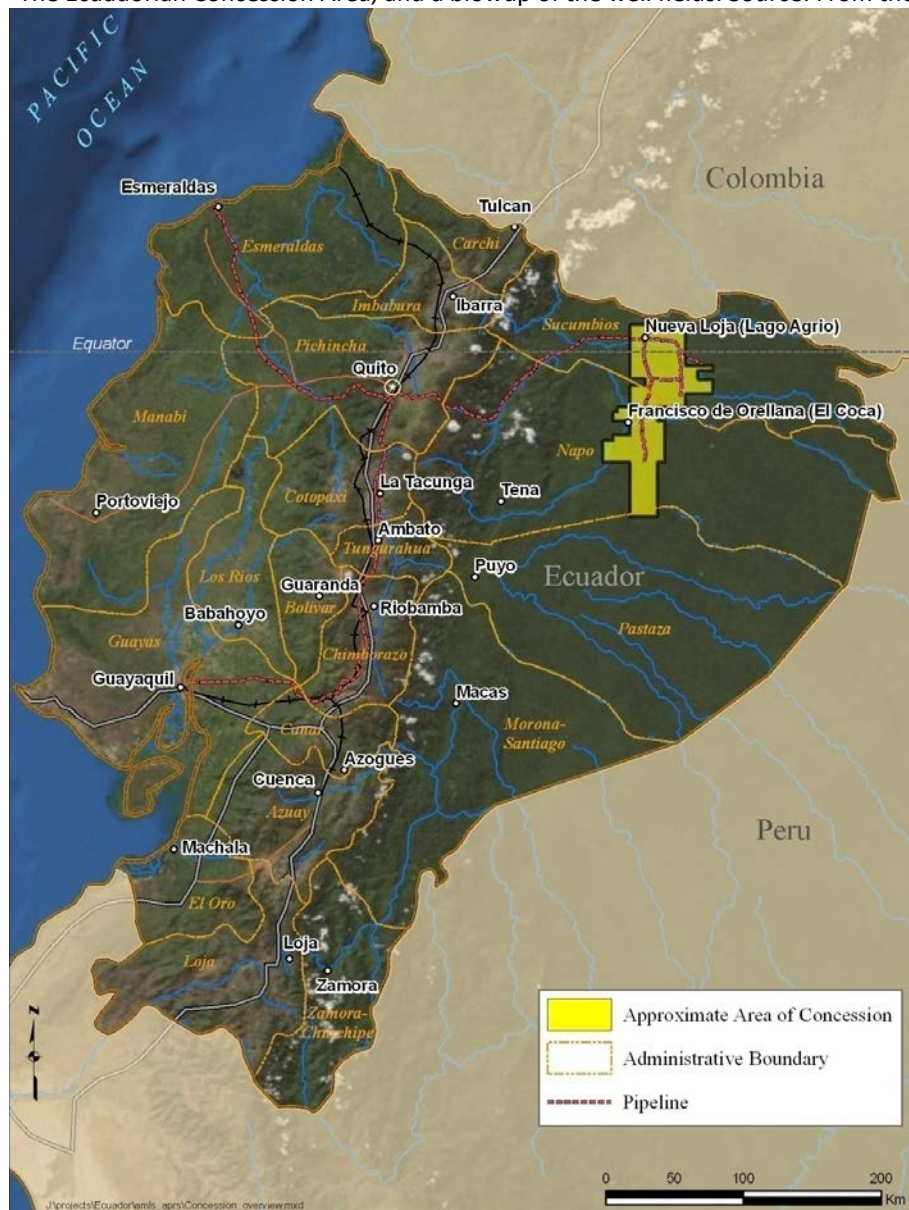 The Ecuadorian Concession Area, and a blowup of the well fields. Source: From the
PACIFIC
OCEAN
Colombia
Esmeraldas
Tulcan
Esmeraldas
Carchi
Ibarra
Imbabura
Sucumbios
Nueva Loja (Lago Agrio)
Equator
Pichincha
Quito
Manabi
Francisco de Orellana (El Coca)
Napo
Cotopaxi
La Tacunga
Tena
Portoviejo
Ambato
Tungurahua
Puyo
Los Rios
Guaranda
Ecuador
Bolivar
Riobamba
Babahoyo
Pastaza
Guayas
Chimborazo
Guayaquil
Macas
Morona-
Santiago
Canar
Azogues
Cuenca
Azuay
Peru
Machala
El Oro
Loja
Loja
Zamora
Zamora-
Chinchipe
N
Approximate Area of Concession
Administrative Boundary
Pipeline
0 50 100 200
Km
J:\projects\Ecuador\amls_aprs\Concession_overview.mxd